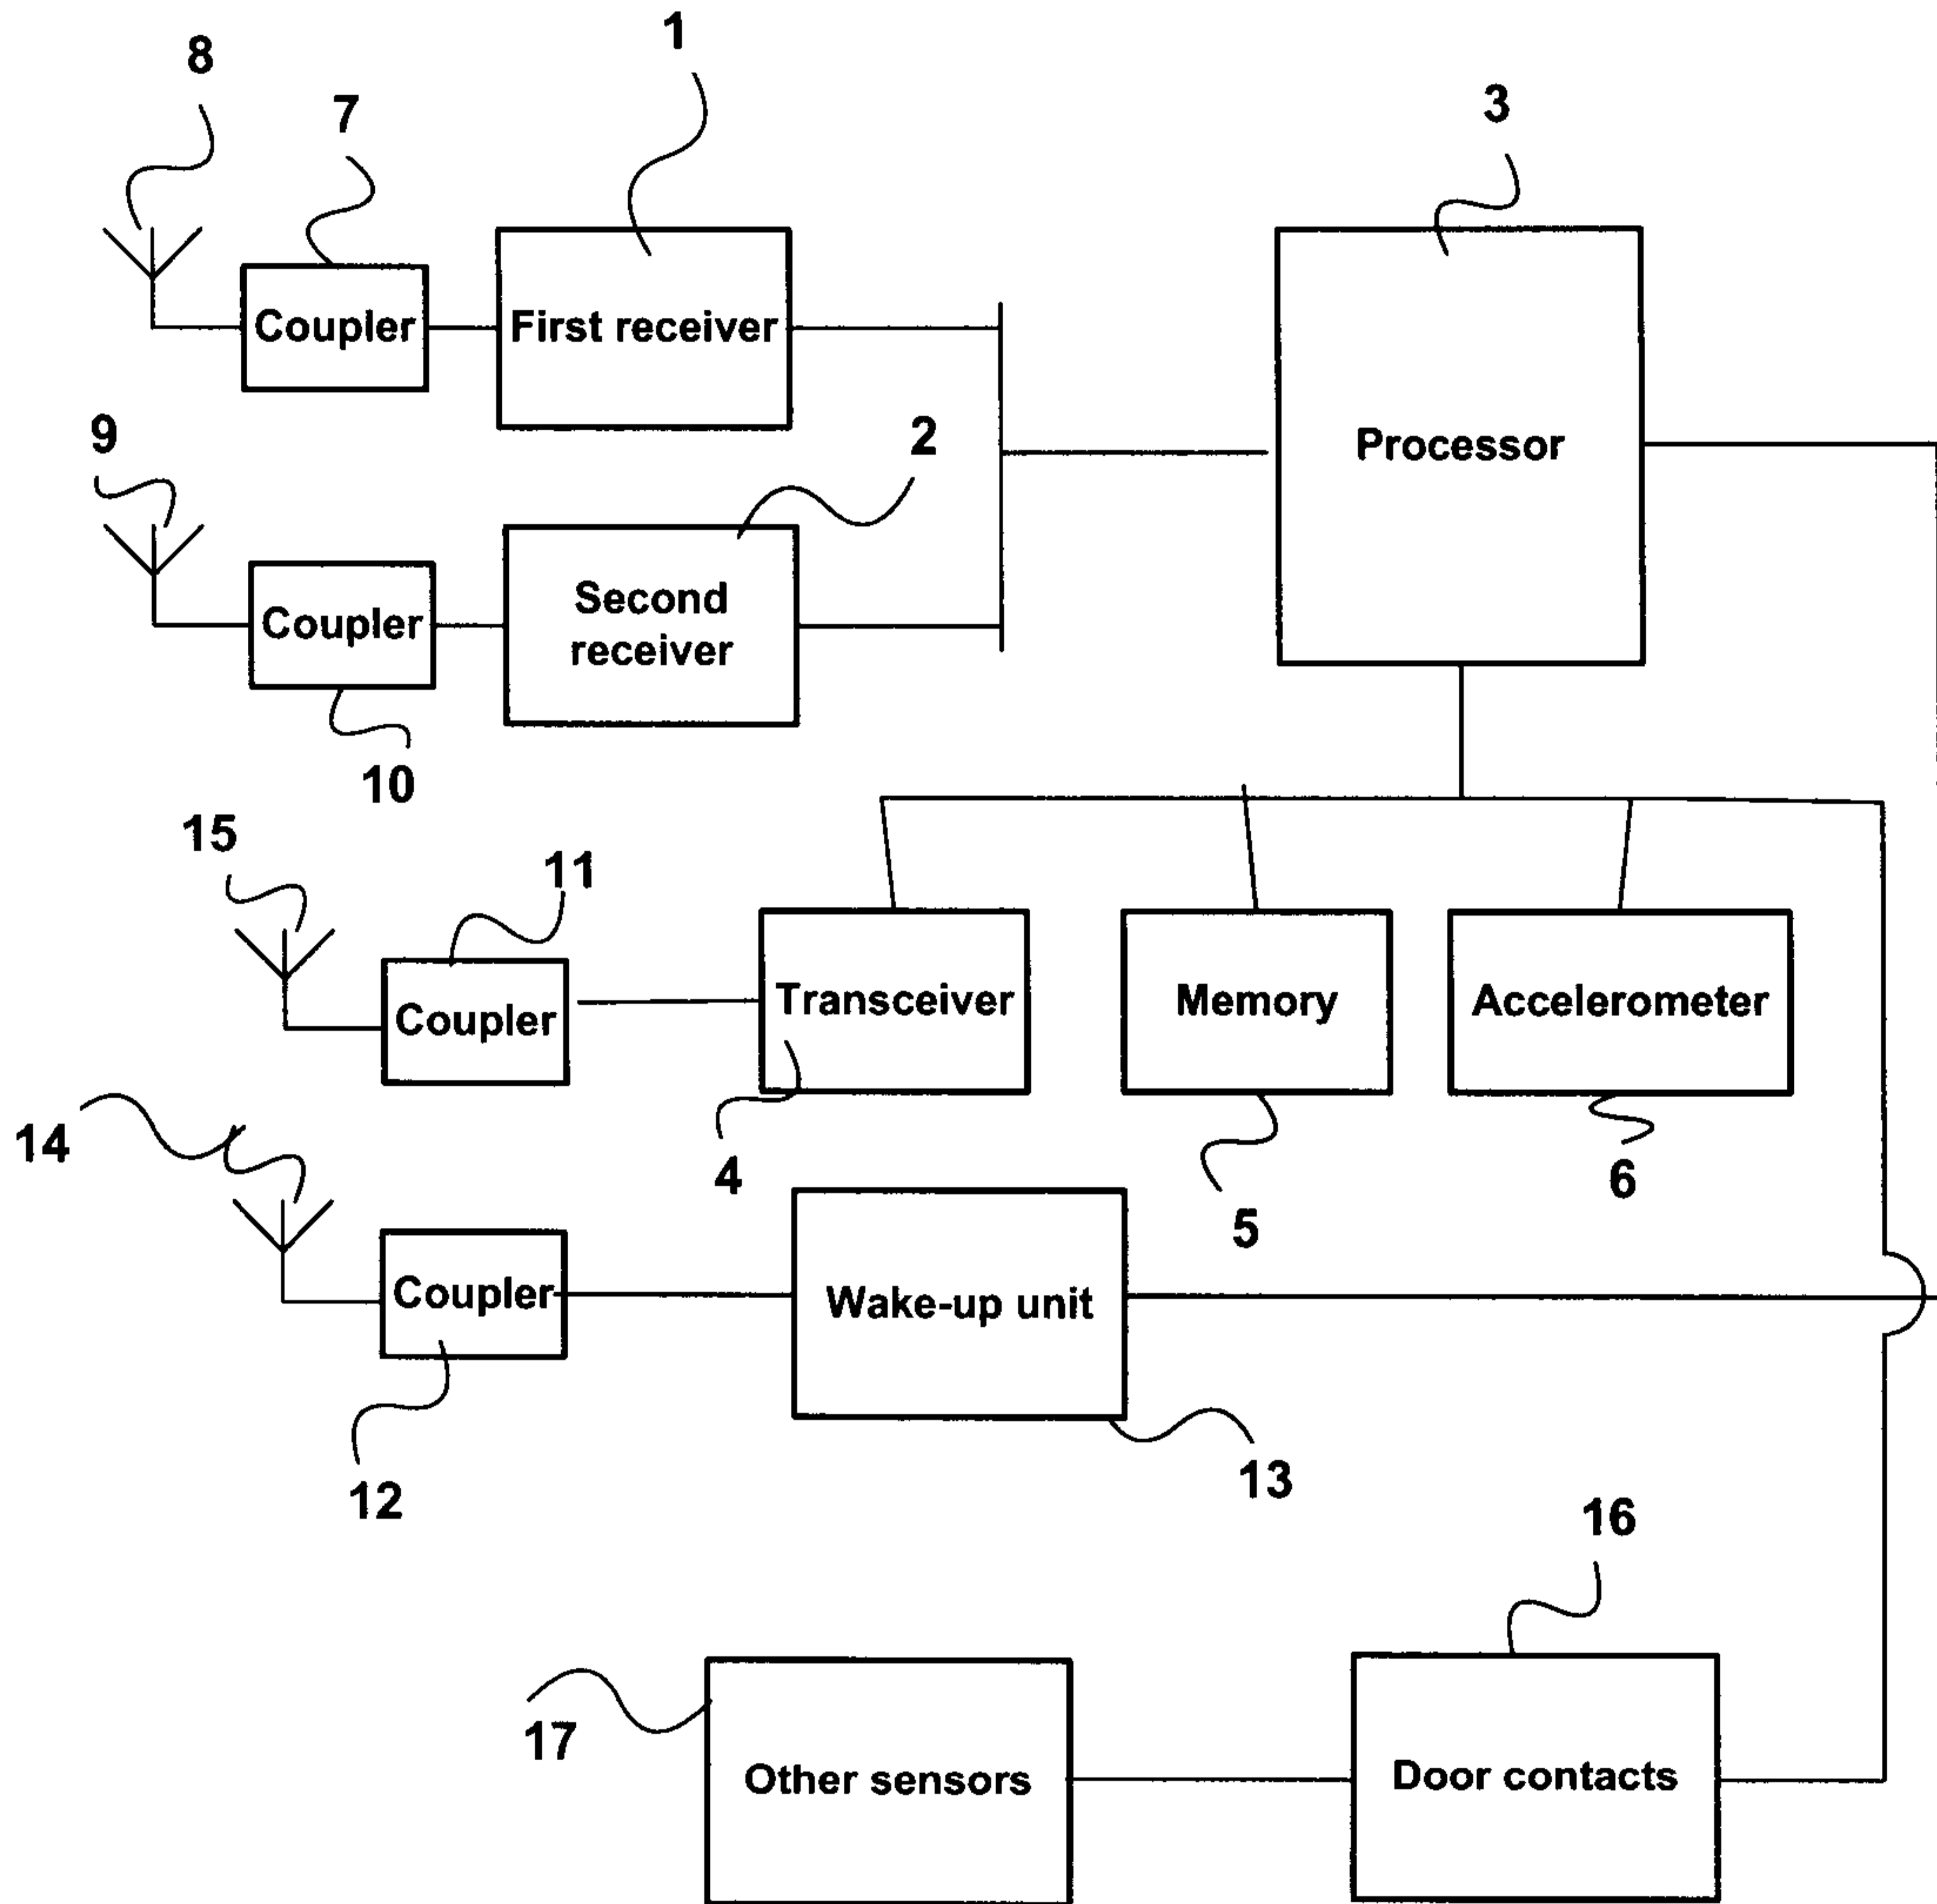 1
8
7
3
Coupler
First receiver
9
2
Processor
Coupler
Second
receiver
10
15
11
Coupler
Transceiver
Memory
Accelerometer
14
4
5
6
Coupler
Wake-up unit
12
13
16
17
Other sensors
Door contacts